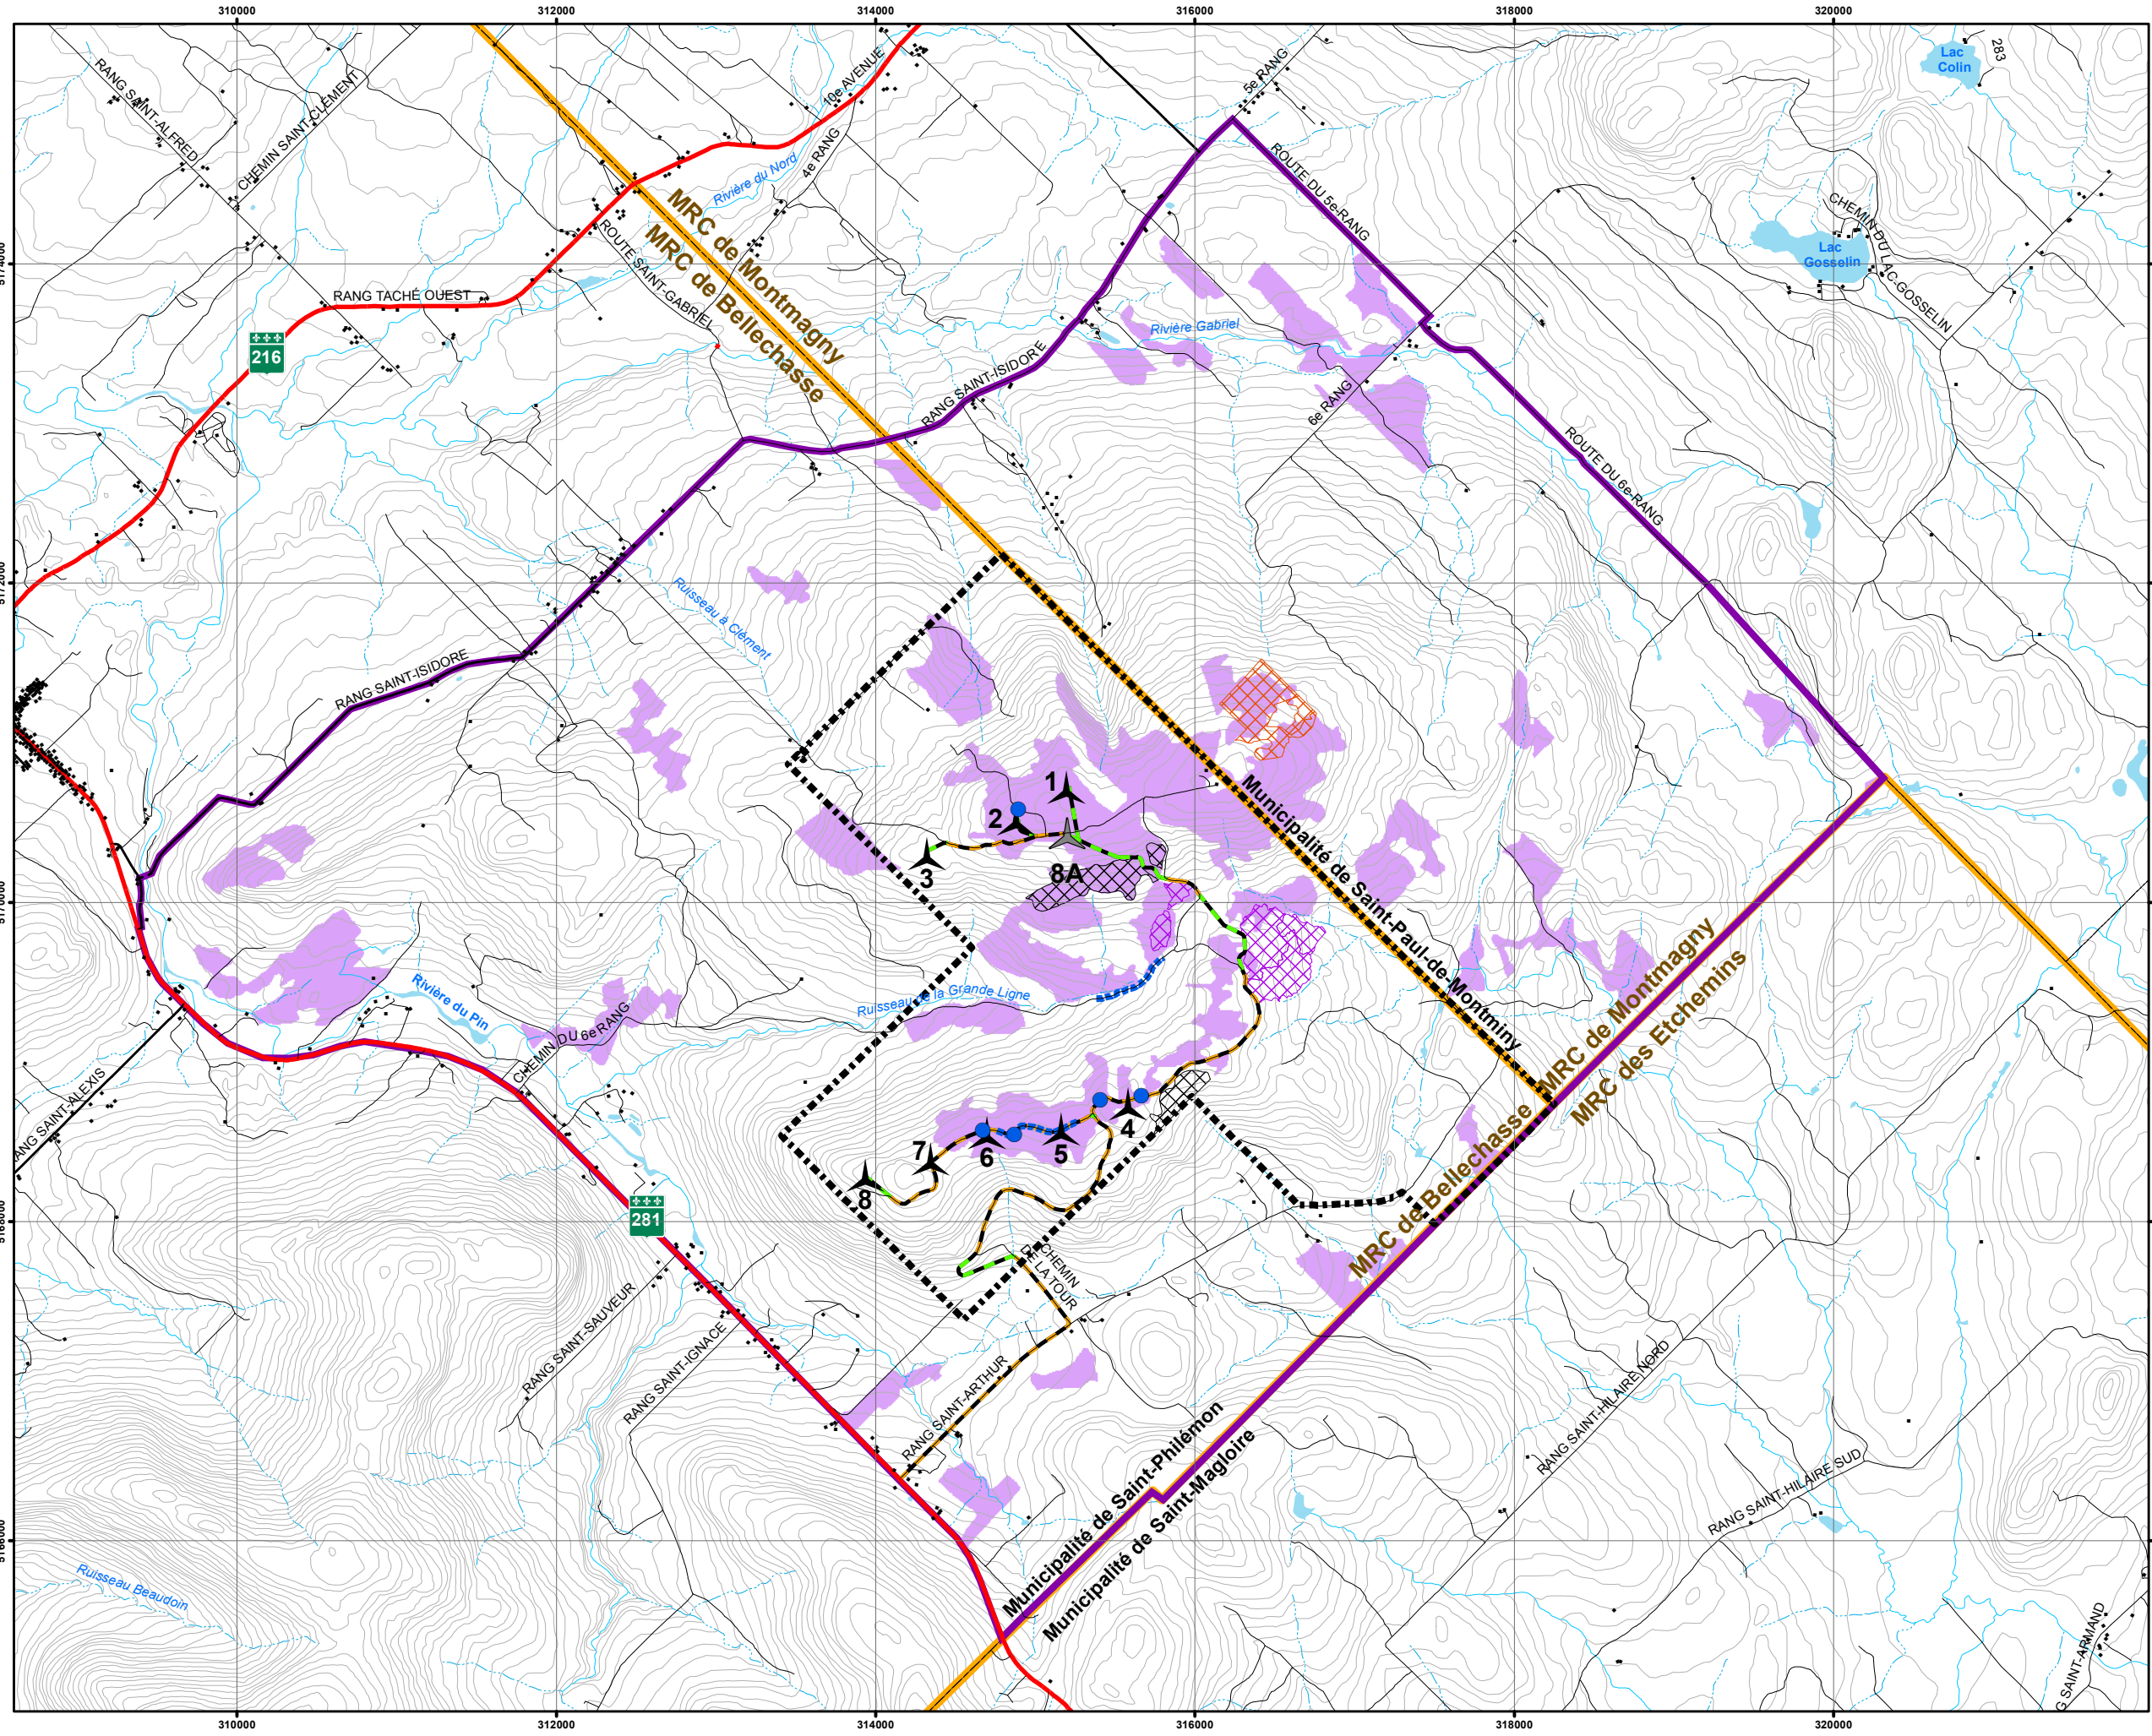 310000
312000
314000
316000
318000
320000
5e RANG
283
Lac
Colin
RANG SAINT-ALFRED
CHEMIN SAINT-CLÉMENT
10e AVENUE
4e RANG
Rivière du Nord
ROUTE DU 5e-RANG
CHEMIN DU LAC-GOSSELIN
Lac
Gosselin
MRC de Montmagny
MRC de Bellechasse
ROUTE SAINT-GABRIEL
RANG TACHÉ OUEST
216
Rivière Gabriel
RANG SAINT-ISIDORE
6e RANG
ROUTE DU 6e-RANG
Ruisseau à Clément
RANG SAINT-ISIDORE
1
2
3
8A
Municipalité de Saint-Paul-de-Montminy
Ruisseau de la Grande Ligne
Rivière du Pin
CHEMIN DU 6e RANG
MRC de Montmagny
MRC des Etchemins
MRC de Bellechasse
4
5
6
7
8
281
CHEMIN
DE LA TOUR
RANG SAINT-SAUVEUR
RANG SAINT-IGNACE
RANG SAINT-ARTHUR
RANG SAINT-HILAIRE NORD
RANG SAINT-HILAIRE SUD
Municipalité de Saint-Philémon
Municipalité de Saint-Magloire
Ruisseau Beaudoin
310000
312000
314000
316000
318000
320000